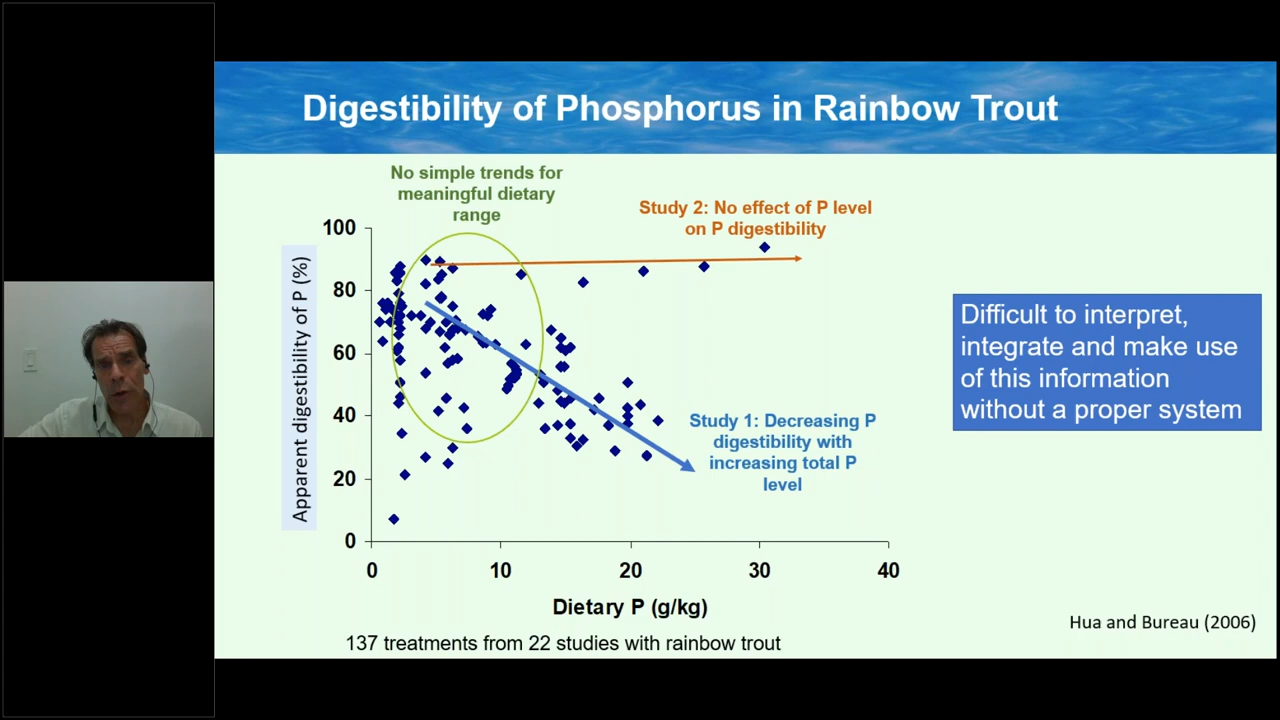 Digestibility of Phosphorus in Rainbow Trout
No simple trends for
meaningful dietary
range
Study 2: No effect of P level
on P digestibility
100
80
60
40
20
0
Apparent digestibility of P (%)
Difficult to interpret,
integrate and make use
of this information
without a proper system
Study 1: Decreasing P
digestibility with
increasing total P
level
0 10 20 30 40
Dietary P (g/kg)
Hua and Bureau (2006)
137 treatments from 22 studies with rainbow trout